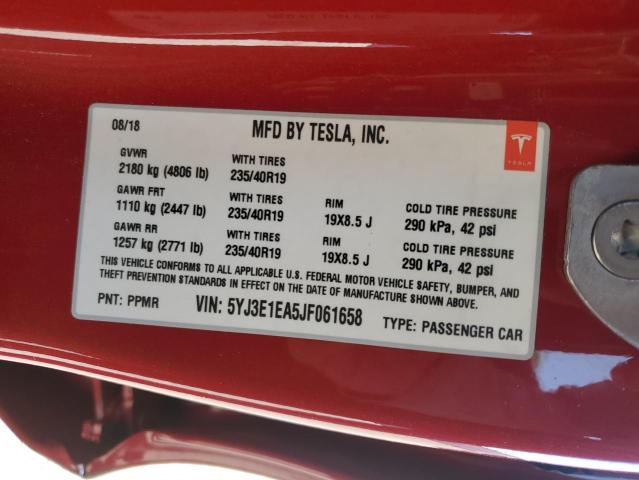 08/18 MFD BY TESLA, INC.
TESLA
GVWR WITH TIRES
2180 kg (4806 lb) 235/40R19
GAWR FRT WITH TIRES RIM COLD TIRE PRESSURE
1110 kg (2447 lb) 235/40R19 19X8.5 J 290 kPa, 42 psi
GAWR RR WITH TIRES RIM COLD TIRE PRESSURE
1257 kg (2771 lb) 235/40R19 19X8.5 J 290 kPa, 42 psi
THIS VEHICLE CONFORMS TO ALL APPLICABLE U.S. FEDERAL MOTOR VEHICLE SAFETY, BUMPER, AND
THEFT PREVENTION STANDARDS IN EFFECT ON THE DATE OF MANUFACTURE SHOWN ABOVE.
PNT: PPMR VIN: 5YJ3E1EA5JF061658 TYPE: PASSENGER CAR